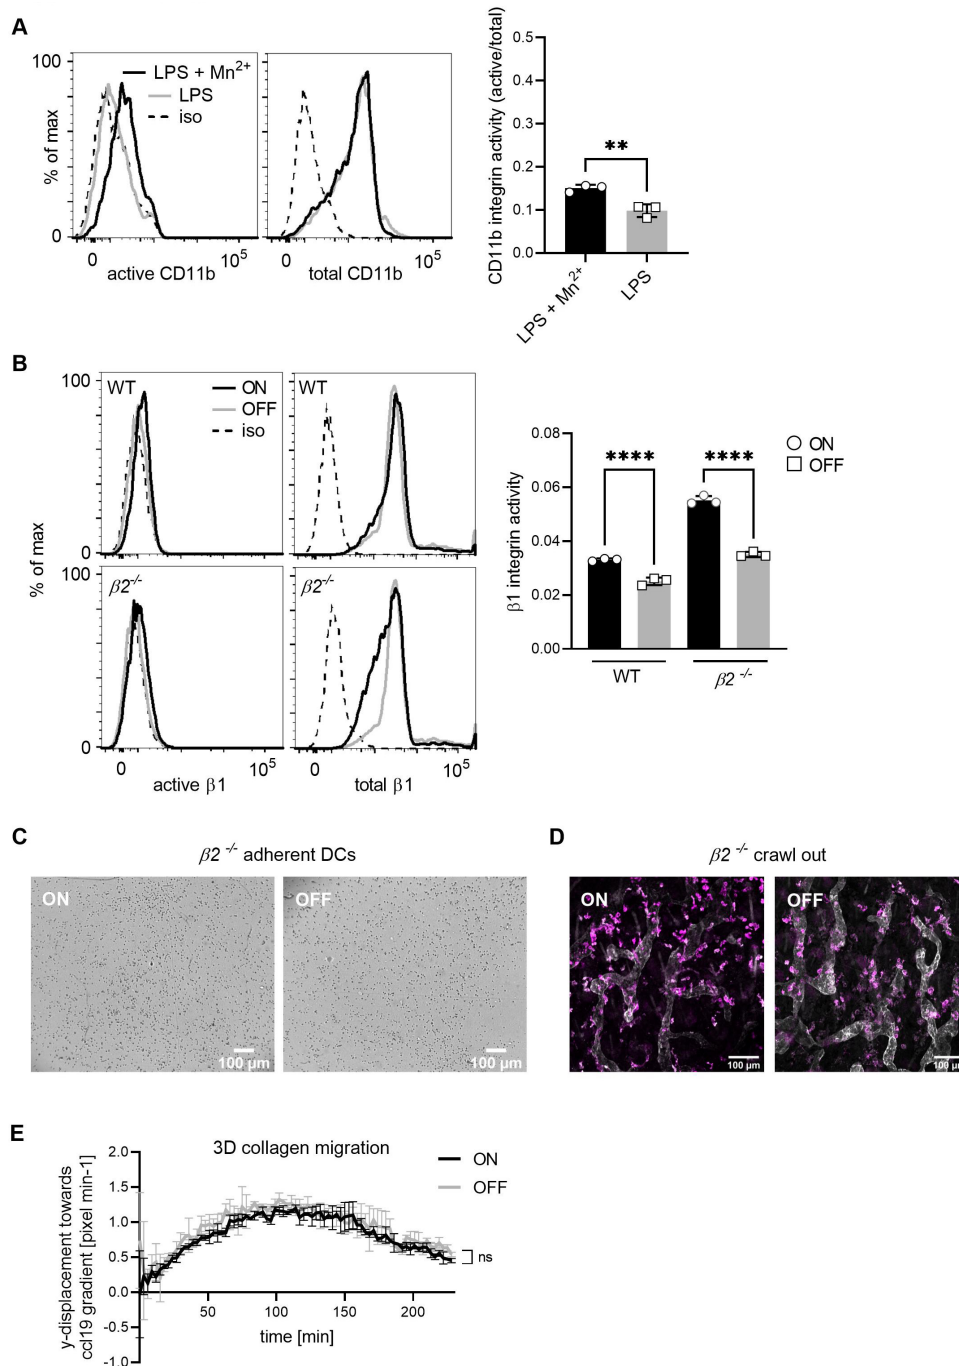 A
100
0
% of max
LPS + Mn2+
LPS
iso
0
10^5
active CD11b
0
10^5
total CD11b
CD11b integrin activity (active/total)
0.5
0.4
0.3
0.2
0.1
0.0
**
LPS + Mn2+
LPS
B
% of max
100
0
WT
ON
OFF
iso
WT
100
0
β2-/-
β2-/-
0
10^5
active β1
0
10^5
total β1
β1 integrin activity
0.08
0.06
0.04
0.02
0.00
****
****
ON
OFF
WT
β2 -/-
C
β2 -/- adherent DCs
ON
100 µm
OFF
100 µm
D
β2 -/- crawl out
ON
100 µm
OFF
E
3D collagen migration
y-displacement towards
ccl19 gradient [pixel min-1]
2.0
1.5
1.0
0.5
0.0
-0.5
-1.0
50
100
150
200
time [min]
ON
OFF
ns